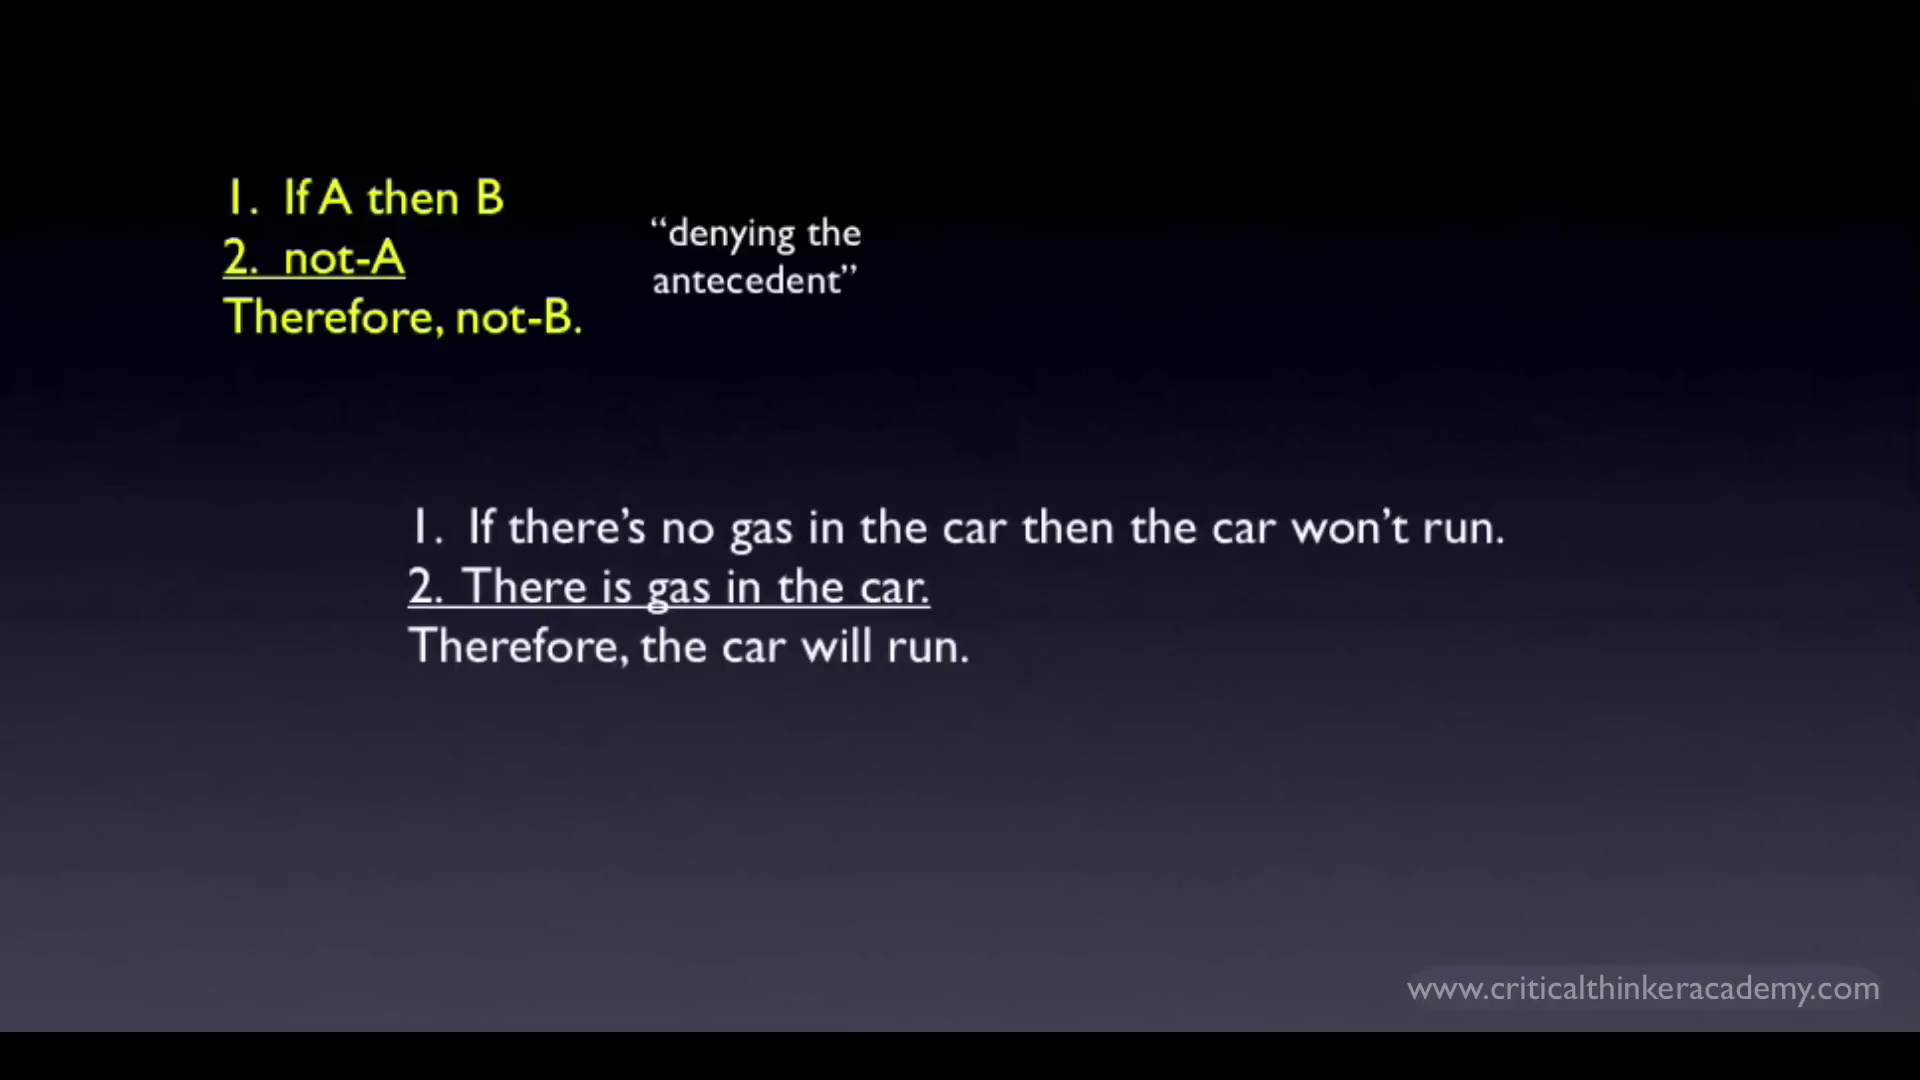 1. If A then B
2. not-A
Therefore, not-B.
“denying the
antecedent”
1. If there’s no gas in the car then the car won’t run.
2. There is gas in the car.
Therefore, the car will run.
www.criticalthinkeracademy.com